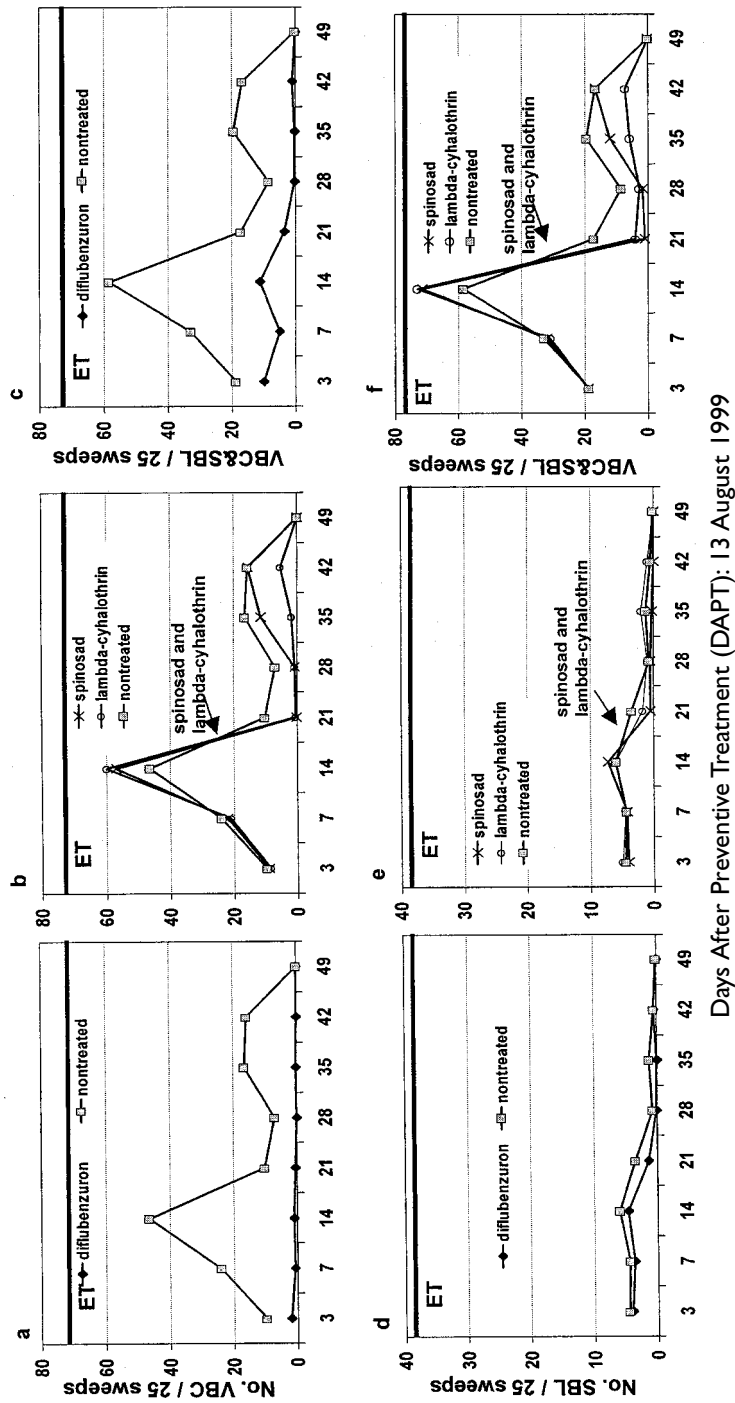 a
No. VBC / 25 sweeps
80
60
40
20
0
ET
diflubenzuron
nontreated
3 7 14 21 28 35 42 49
b
80
60
40
20
0
ET
spinosad
lambda-cyhalothrin
nontreated
spinosad and
lambda-cyhalothrin
3 7 14 21 28 35 42 49
c
VBC&SBL / 25 sweeps
80
60
40
20
0
ET
diflubenzuron
nontreated
3 7 14 21 28 35 42 49
d
No. SBL / 25 sweeps
40
30
20
10
0
ET
diflubenzuron
nontreated
3 7 14 21 28 35 42 49
e
40
30
20
10
0
ET
spinosad
lambda-cyhalothrin
nontreated
spinosad and
lambda-cyhalothrin
3 7 14 21 28 35 42 49
f
VBC&SBL / 25 sweeps
80
60
40
20
0
ET
spinosad
lambda-cyhalothrin
nontreated
spinosad and
lambda-cyhalothrin
3 7 14 21 28 35 42 49
Days After Preventive Treatment (DAPT): 13 August 1999